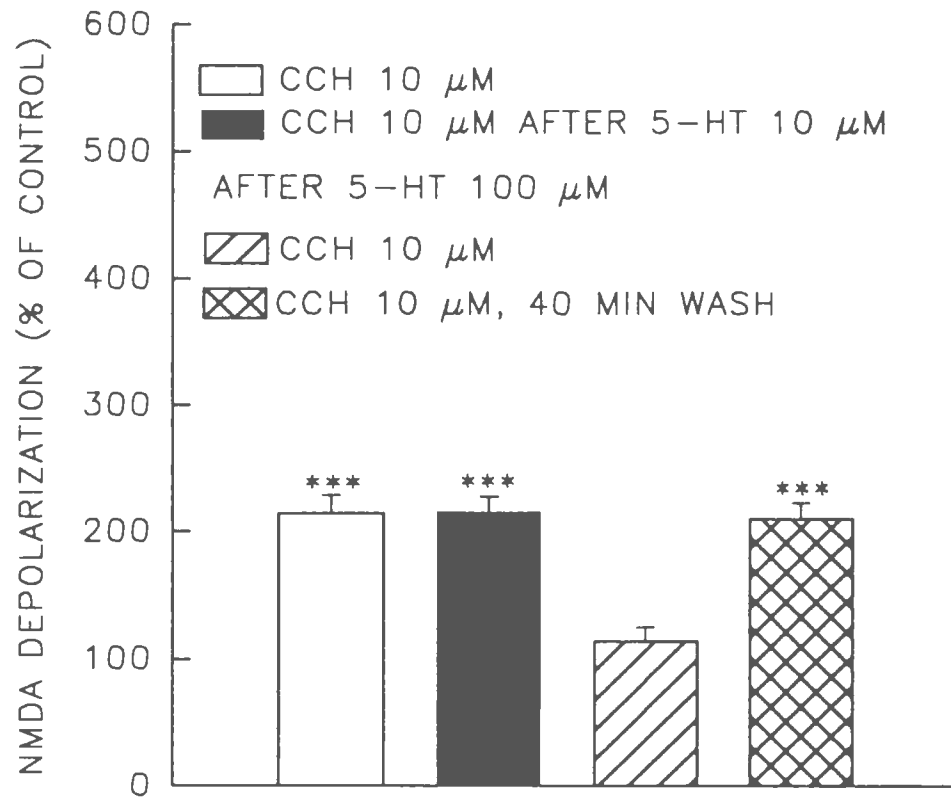 NMDA DEPOLARIZATION (% OF CONTROL)
600
500
400
300
200
100
0
CCH 10 μM
CCH 10 μM AFTER 5-HT 10 μM
AFTER 5-HT 100 μM
CCH 10 μM
CCH 10 μM, 40 MIN WASH
***
***
***